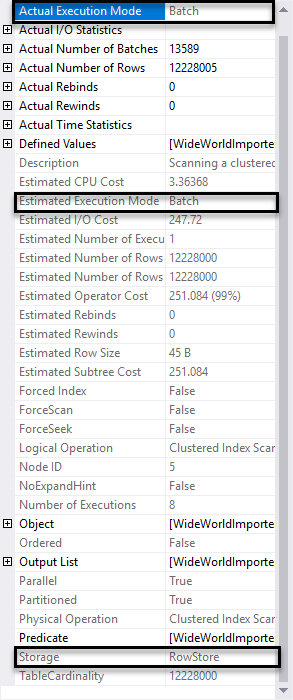 Actual Execution Mode Batch
Actual I/O Statistics
Actual Number of Batches 13589
Actual Number of Rows 12228005
Actual Rebinds 0
Actual Rewinds 0
Actual Time Statistics
Defined Values [WideWorldImporte
Description Scanning a clustered
Estimated CPU Cost 3.36368
Estimated Execution Mode Batch
Estimated I/O Cost 247.72
Estimated Number of Execu 1
Estimated Number of Rows 12228000
Estimated Number of Rows 12228000
Estimated Operator Cost 251.084 (99%)
Estimated Rebinds 0
Estimated Rewinds 0
Estimated Row Size 45 B
Estimated Subtree Cost 251.084
Forced Index False
ForceScan False
ForceSeek False
Logical Operation Clustered Index Scan
Node ID 5
NoExpandHint False
Number of Executions 8
Object [WideWorldImporte
Ordered False
Output List [WideWorldImporte
Parallel True
Partitioned True
Physical Operation Clustered Index Scan
Predicate [WideWorldImporte
Storage RowStore
TableCardinality 12228000